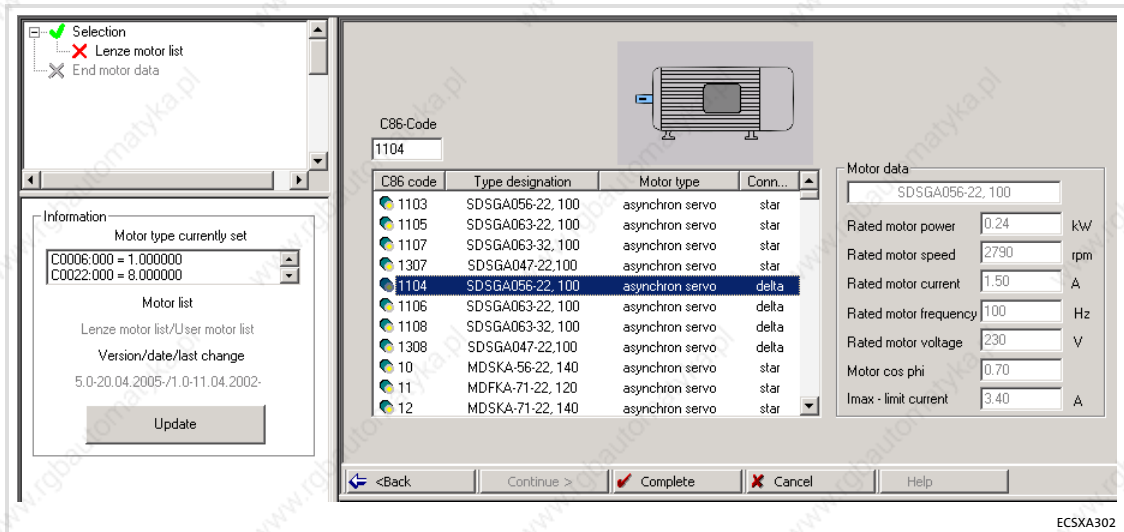 Selection
Lenze motor list
End motor data
Information
Motor type currently set
C0006:000 = 1.000000
C0022:000 = 8.000000
Motor list
Lenze motor list/User motor list
Version/date/last change
5.0-20.04.2005-/1.0-11.04.2002-
Update
C86-Code
1104
C86 code Type designation Motor type Conn...
1103 SDSGA056-22, 100 asynchron servo star
1105 SDSGA063-22, 100 asynchron servo star
1107 SDSGA063-32, 100 asynchron servo star
1307 SDSGA047-22,100 asynchron servo star
1104 SDSGA056-22, 100 asynchron servo delta
1106 SDSGA063-22, 100 asynchron servo delta
1108 SDSGA063-32, 100 asynchron servo delta
1308 SDSGA047-22,100 asynchron servo delta
10 MDSKA-56-22, 140 asynchron servo star
11 MDFKA-71-22, 120 asynchron servo star
12 MDSKA-71-22, 140 asynchron servo star
Motor data
SDSGA056-22, 100
Rated motor power 0.24 kW
Rated motor speed 2790 rpm
Rated motor current 1.50 A
Rated motor frequency 100 Hz
Rated motor voltage 230 V
Motor cos phi 0.70
Imax - limit current 3.40 A
<Back Continue > Complete Cancel Help
ECSXA302
www.rgbautomatyka.pl